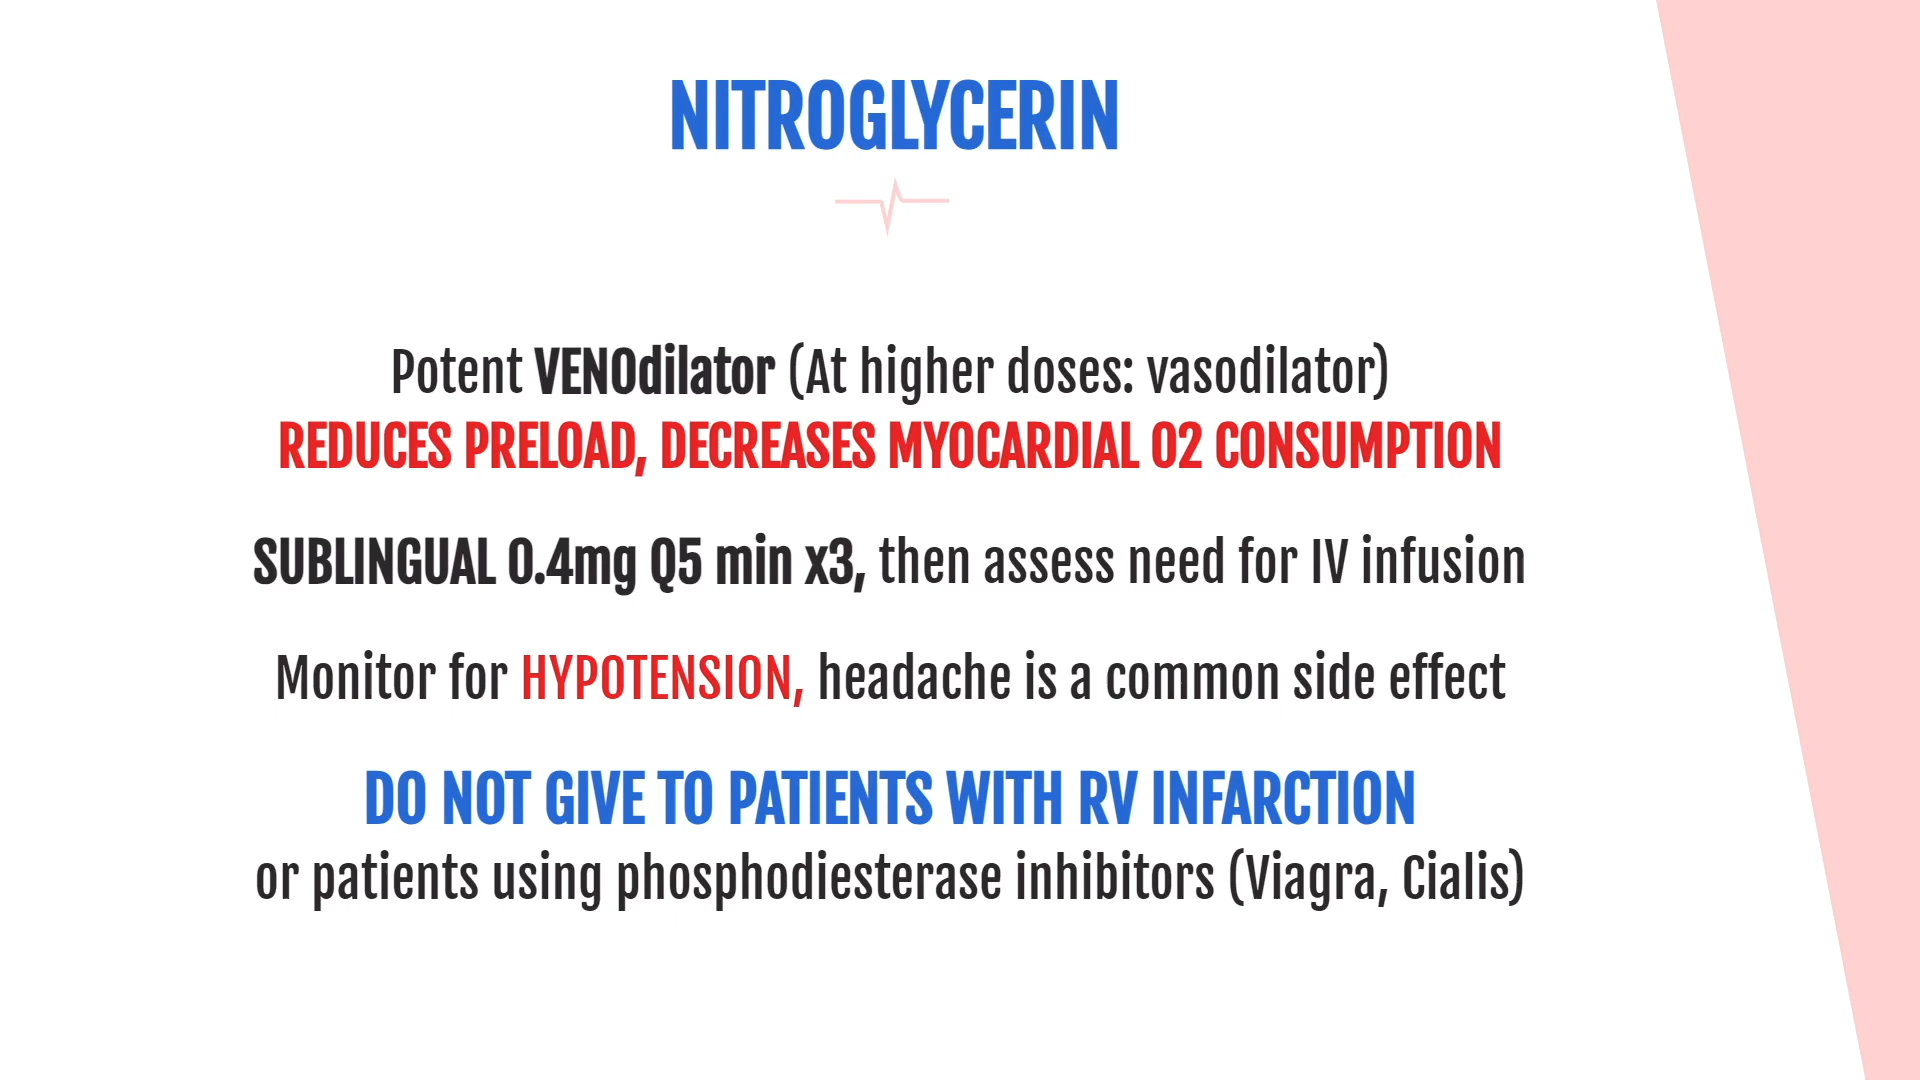 NITROGLYCERIN
Potent VENOdilator (At higher doses: vasodilator)
REDUCES PRELOAD, DECREASES MYOCARDIAL O2 CONSUMPTION
SUBLINGUAL 0.4mg Q5 min x3, then assess need for IV infusion
Monitor for HYPOTENSION, headache is a common side effect
DO NOT GIVE TO PATIENTS WITH RV INFARCTION
or patients using phosphodiesterase inhibitors (Viagra, Cialis)